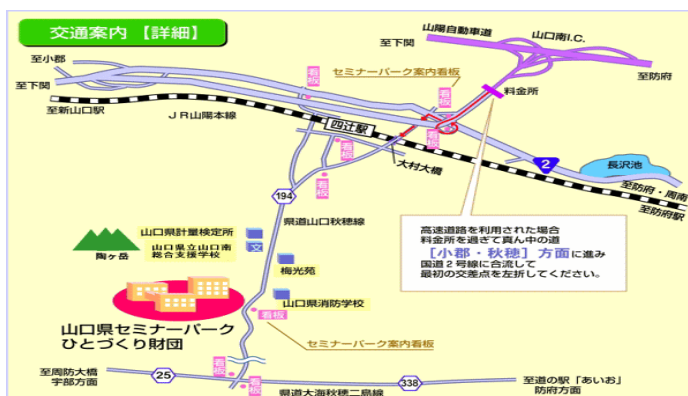 交通案内 【詳細】
山陽自動車道
山口南I.C.
至下関
至防府
至小郡
至下関
看板
セミナーパーク案内看板
看板
料金所
至新山口駅
JR山陽本線
四辻駅
看板
看板
大村大橋
2
長沢池
至防府・周南
至防府駅
看板
194
県道山口秋穂線
高速道路を利用された場合
料金所を過ぎて真ん中の道
[小郡・秋穂] 方面に進み
国道2号線に合流して
最初の交差点を左折してください。
山口県計量検定所
山口県立山口南
総合支援学校
文
陶ヶ岳
梅光苑
山口県消防学校
看板
山口県セミナーパーク
ひとづくり財団
セミナーパーク案内看板
看板
至周防大橋
宇部方面
25
看板
県道大海秋穂二島線
338
至道の駅「あいお」
防府方面